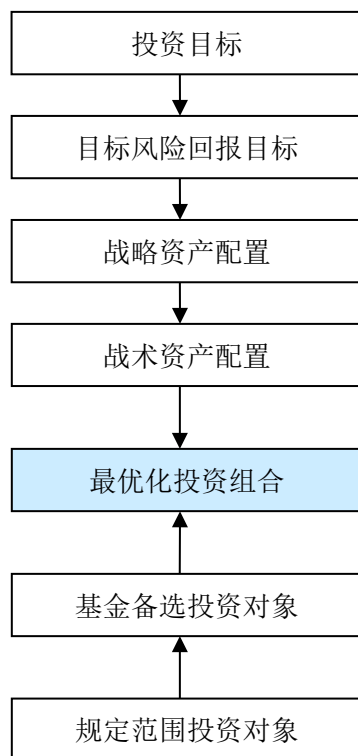 投资目标
目标风险回报目标
战略资产配置
战术资产配置
最优化投资组合
基金备选投资对象
规定范围投资对象